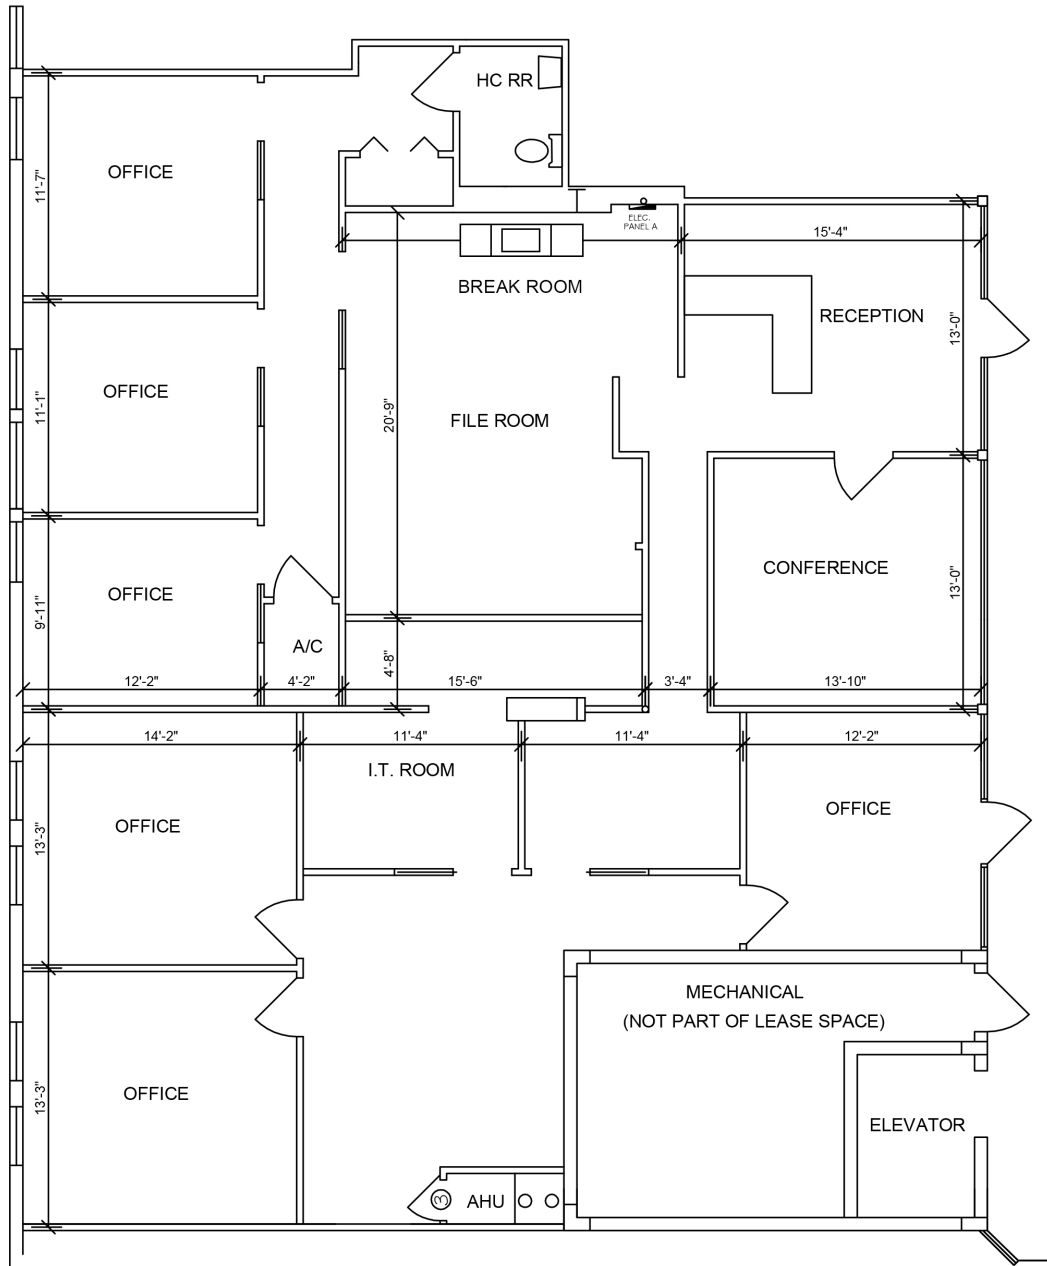 HC RR
OFFICE
11'-7"
ELEC.
PANEL A
15'-4"
BREAK ROOM
RECEPTION
13'-0"
OFFICE
11'-1"
20'-9"
FILE ROOM
CONFERENCE
13'-0"
OFFICE
9'-11"
A/C
4'-8"
12'-2"
4'-2"
15'-6"
3'-4"
13'-10"
14'-2"
11'-4"
11'-4"
12'-2"
I.T. ROOM
OFFICE
OFFICE
13'-3"
MECHANICAL
(NOT PART OF LEASE SPACE)
OFFICE
13'-3"
ELEVATOR
3
AHU